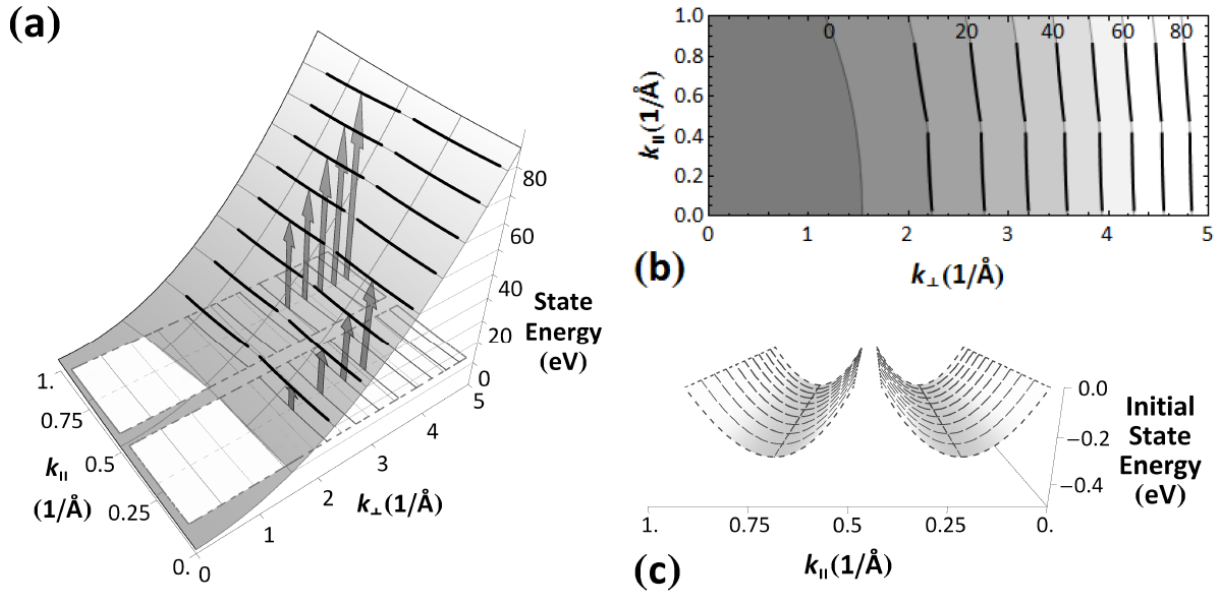 (a)
80
60
40
20
0
State
Energy
(eV)
1.
0.75
0.5
0.25
0.
k||
(1/Å)
0
1
2
3
4
5
k⊥(1/Å)
(b)
1.0
0.8
0.6
0.4
0.2
0.0
k||(1/Å)
0 20 40 60 80
0 1 2 3 4 5
k⊥(1/Å)
(c)
0.0
−0.2
−0.4
Initial
State
Energy
(eV)
1. 0.75 0.5 0.25 0.
k||(1/Å)